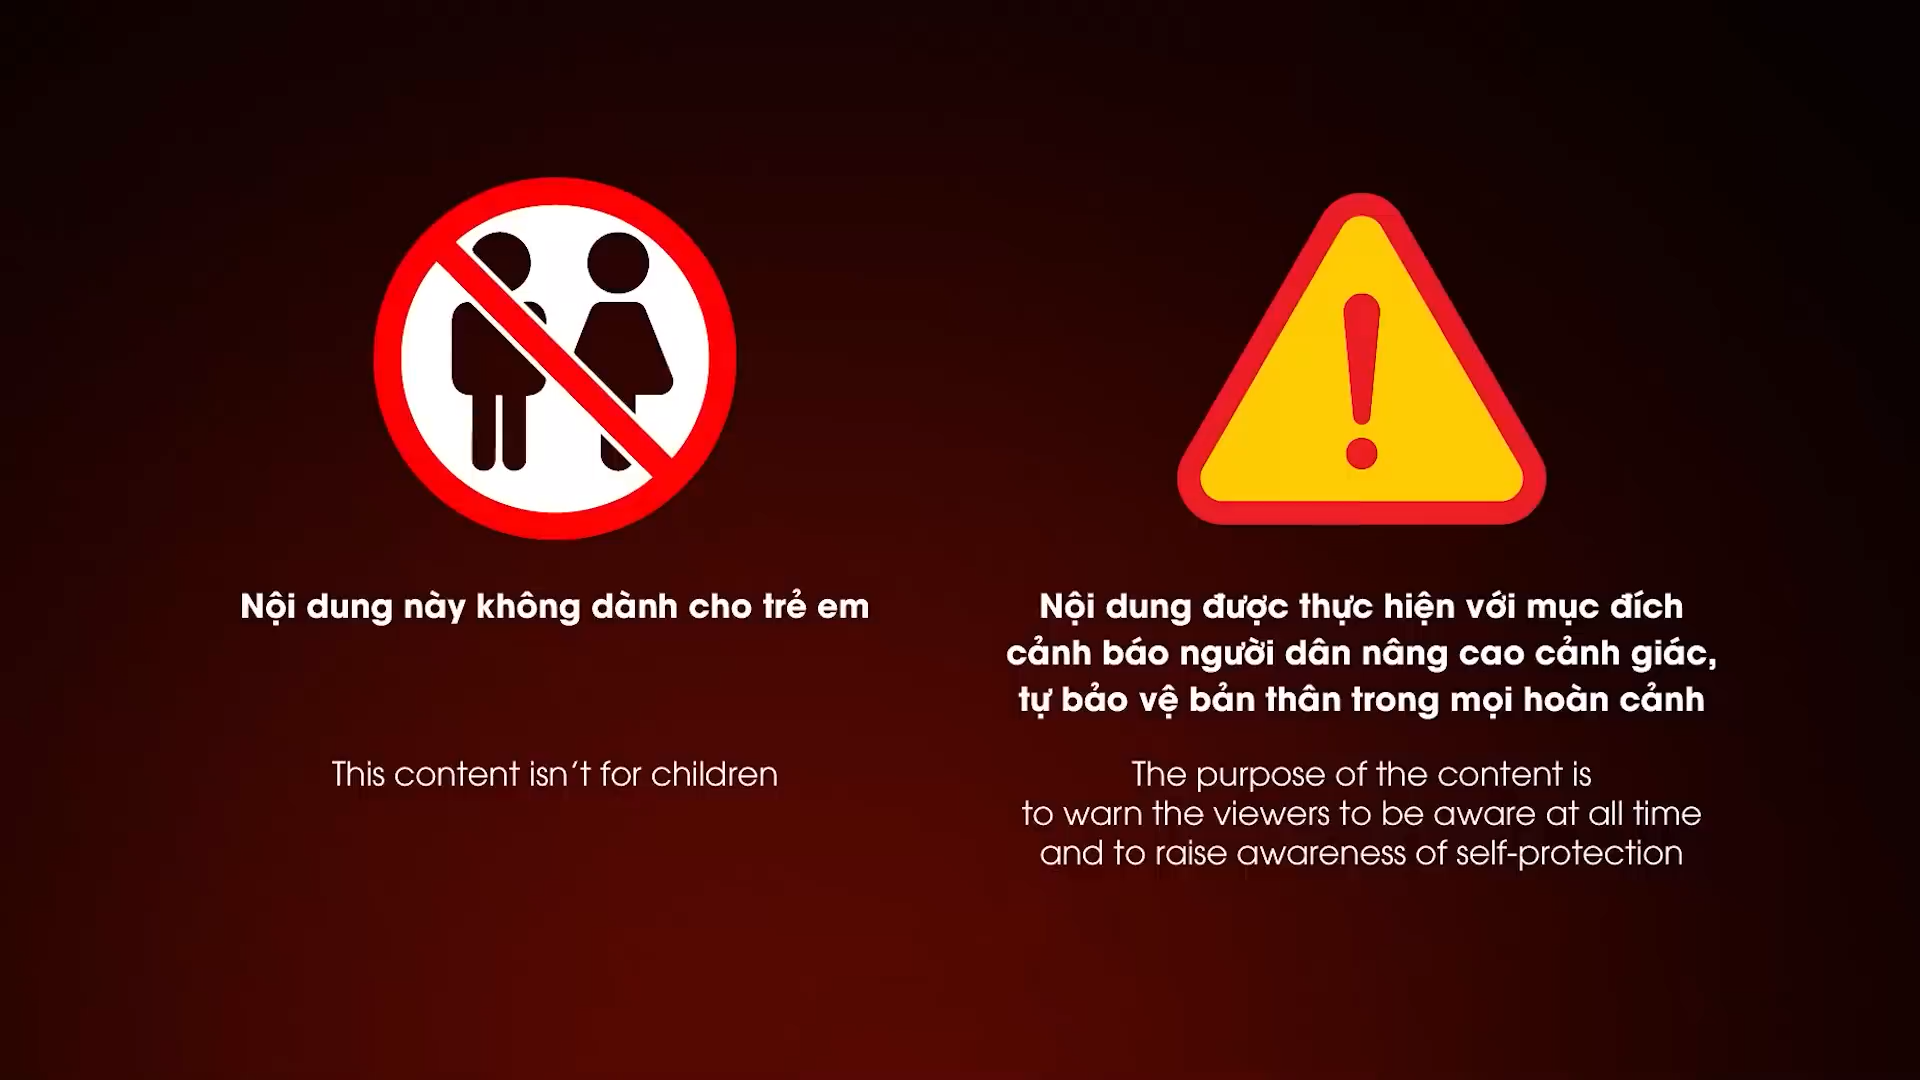 Nội dung này không dành cho trẻ em
This content isn't for children
Nội dung được thực hiện với mục đích
cảnh báo người dân nâng cao cảnh giác,
tự bảo vệ bản thân trong mọi hoàn cảnh
The purpose of the content is
to warn the viewers to be aware at all time
and to raise awareness of self-protection